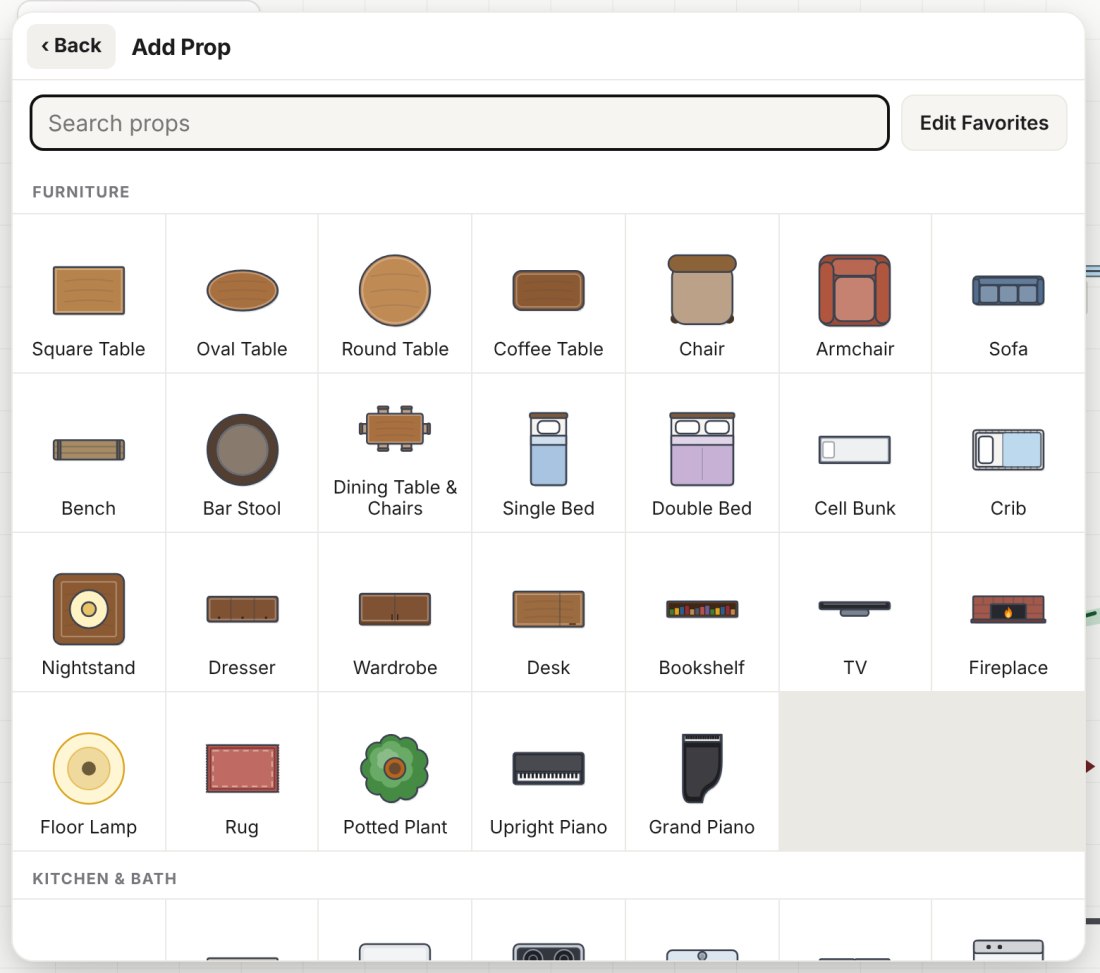 ‹ Back
Add Prop
Search props
Edit Favorites
FURNITURE
Square Table
Oval Table
Round Table
Coffee Table
Chair
Armchair
Sofa
Bench
Bar Stool
Dining Table &
Chairs
Single Bed
Double Bed
Cell Bunk
Crib
Nightstand
Dresser
Wardrobe
Desk
Bookshelf
TV
Fireplace
Floor Lamp
Rug
Potted Plant
Upright Piano
Grand Piano
KITCHEN & BATH